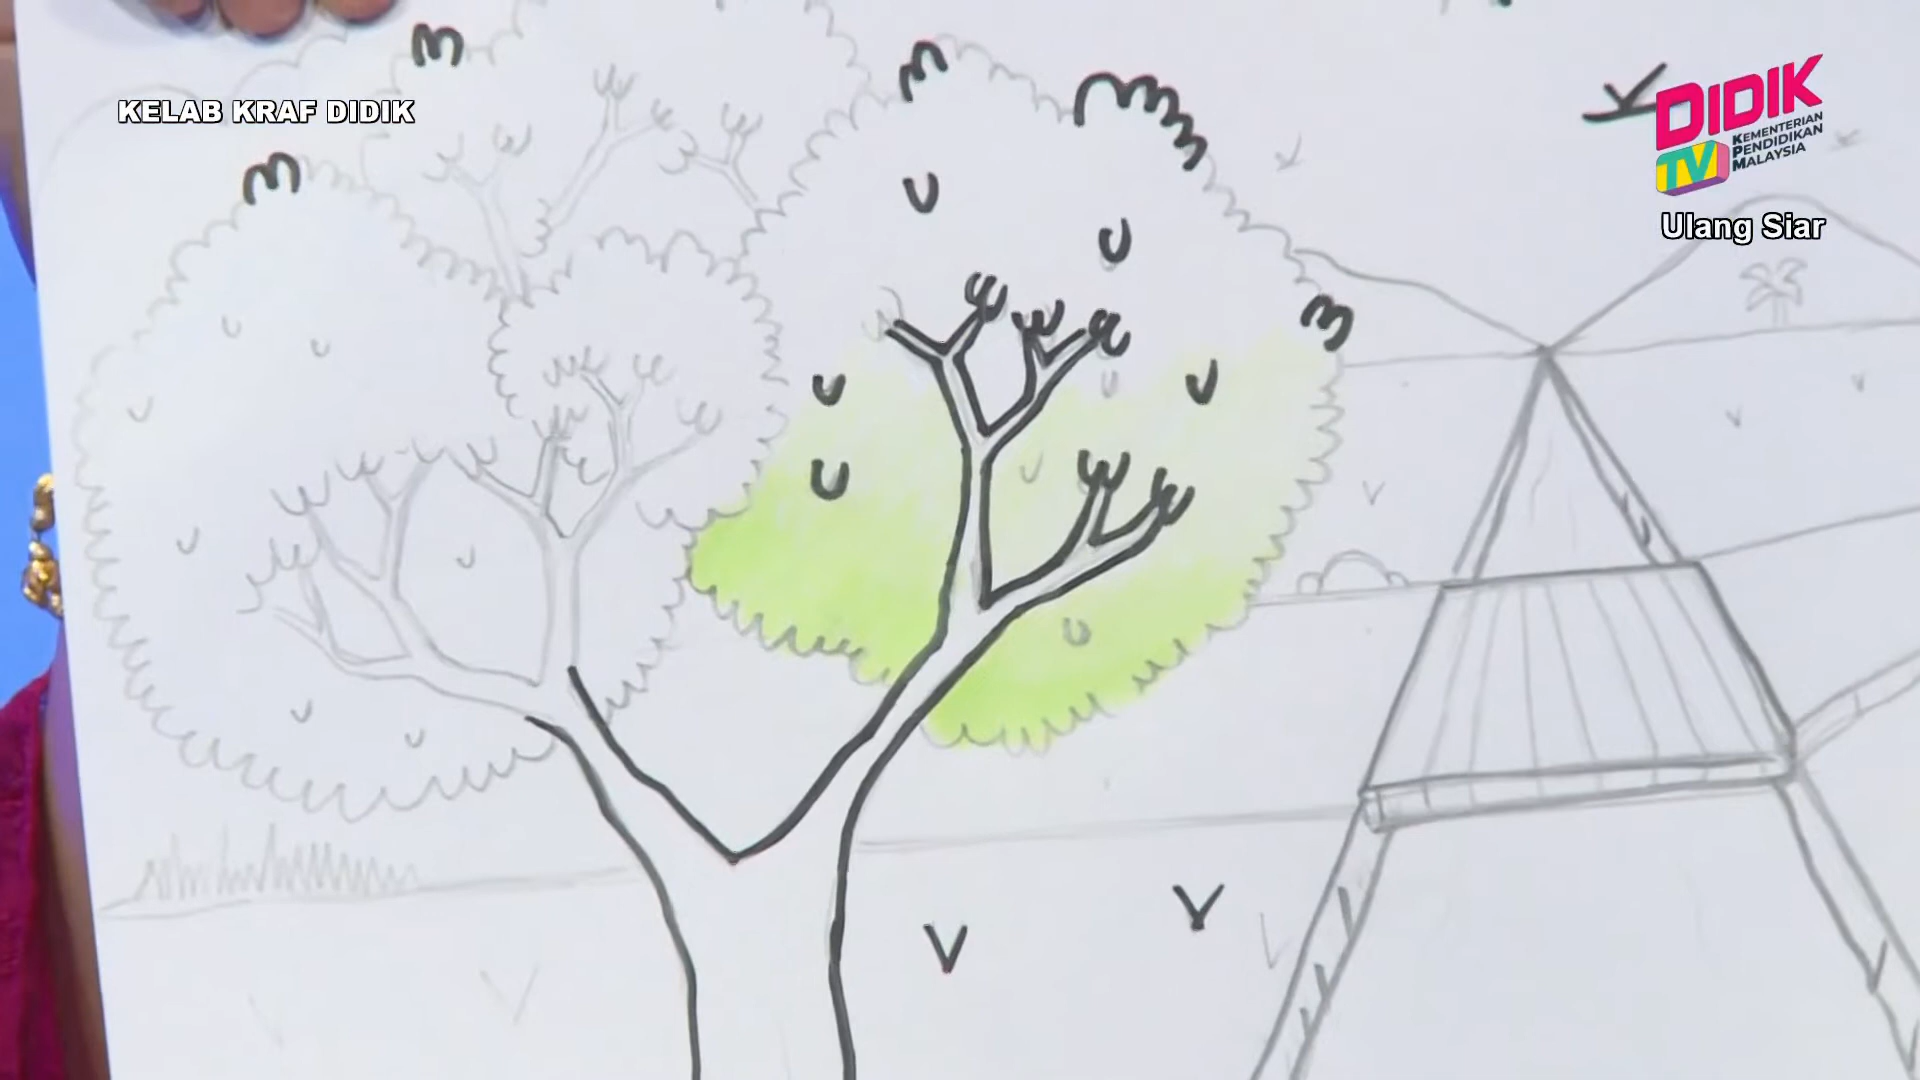 KELAB KRAF DIDIK
DIDIK
TV
KEMENTERIAN
PENDIDIKAN
MALAYSIA
Ulang Siar